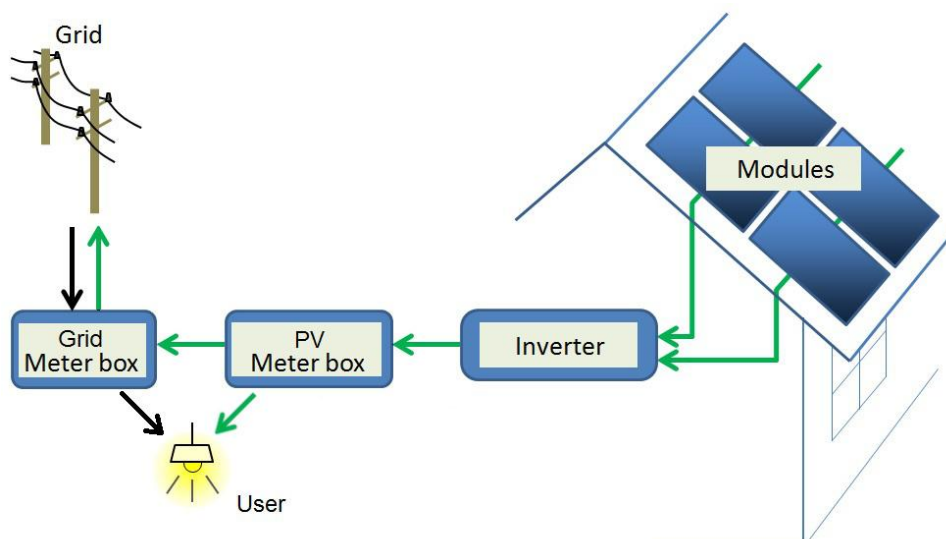 Grid
Modules
Grid
Meter box
PV
Meter box
Inverter
User